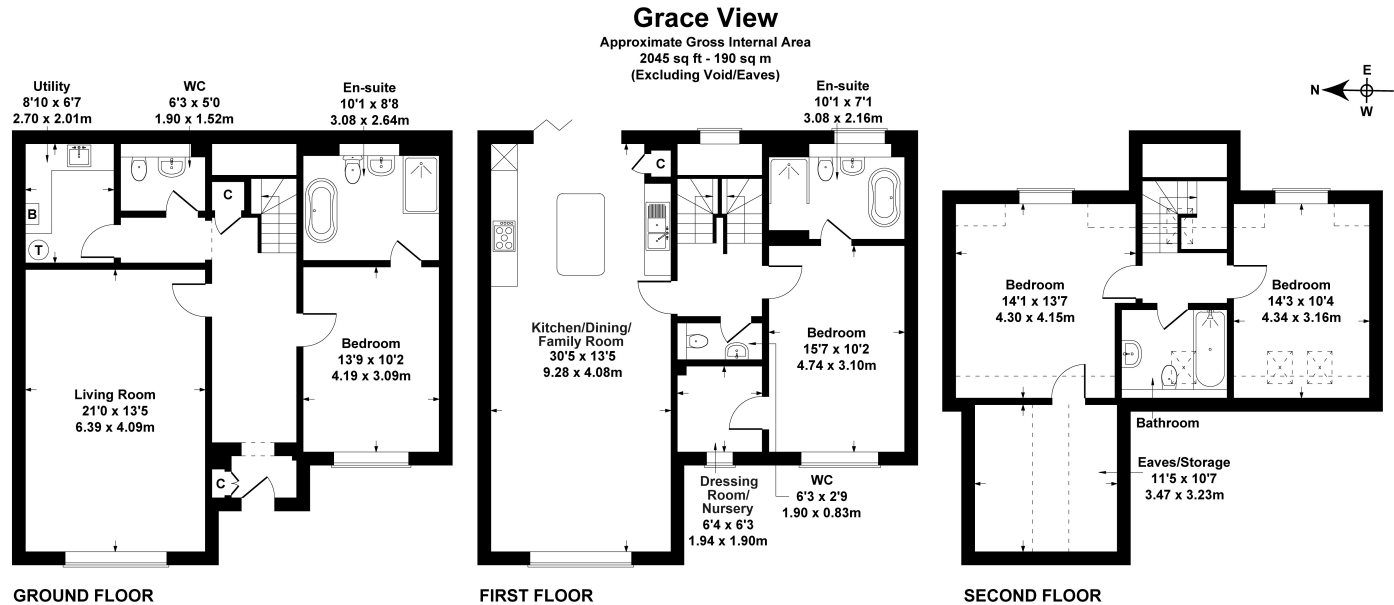 Grace View
Approximate Gross Internal Area
2045 sq ft - 190 sq m
(Excluding Void/Eaves)
E
N
W
Utility
8'10 x 6'7
2.70 x 2.01m
WC
6'3 x 5'0
1.90 x 1.52m
En-suite
10'1 x 8'8
3.08 x 2.64m
B
T
C
Living Room
21'0 x 13'5
6.39 x 4.09m
Bedroom
13'9 x 10'2
4.19 x 3.09m
C
GROUND FLOOR
En-suite
10'1 x 7'1
3.08 x 2.16m
C
Kitchen/Dining/
Family Room
30'5 x 13'5
9.28 x 4.08m
Bedroom
15'7 x 10'2
4.74 x 3.10m
Dressing
Room/
Nursery
6'4 x 6'3
1.94 x 1.90m
WC
6'3 x 2'9
1.90 x 0.83m
FIRST FLOOR
Bedroom
14'1 x 13'7
4.30 x 4.15m
Bedroom
14'3 x 10'4
4.34 x 3.16m
Bathroom
Eaves/Storage
11'5 x 10'7
3.47 x 3.23m
SECOND FLOOR